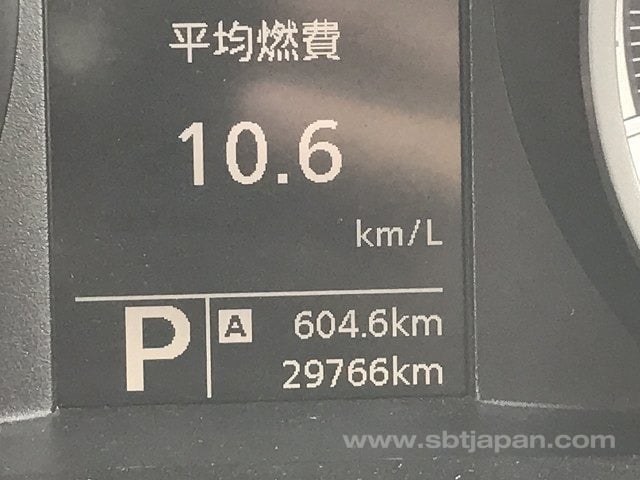 平均燃費
10.6
km/L
P A 604.6km
29766km
www.sbtjapan.com